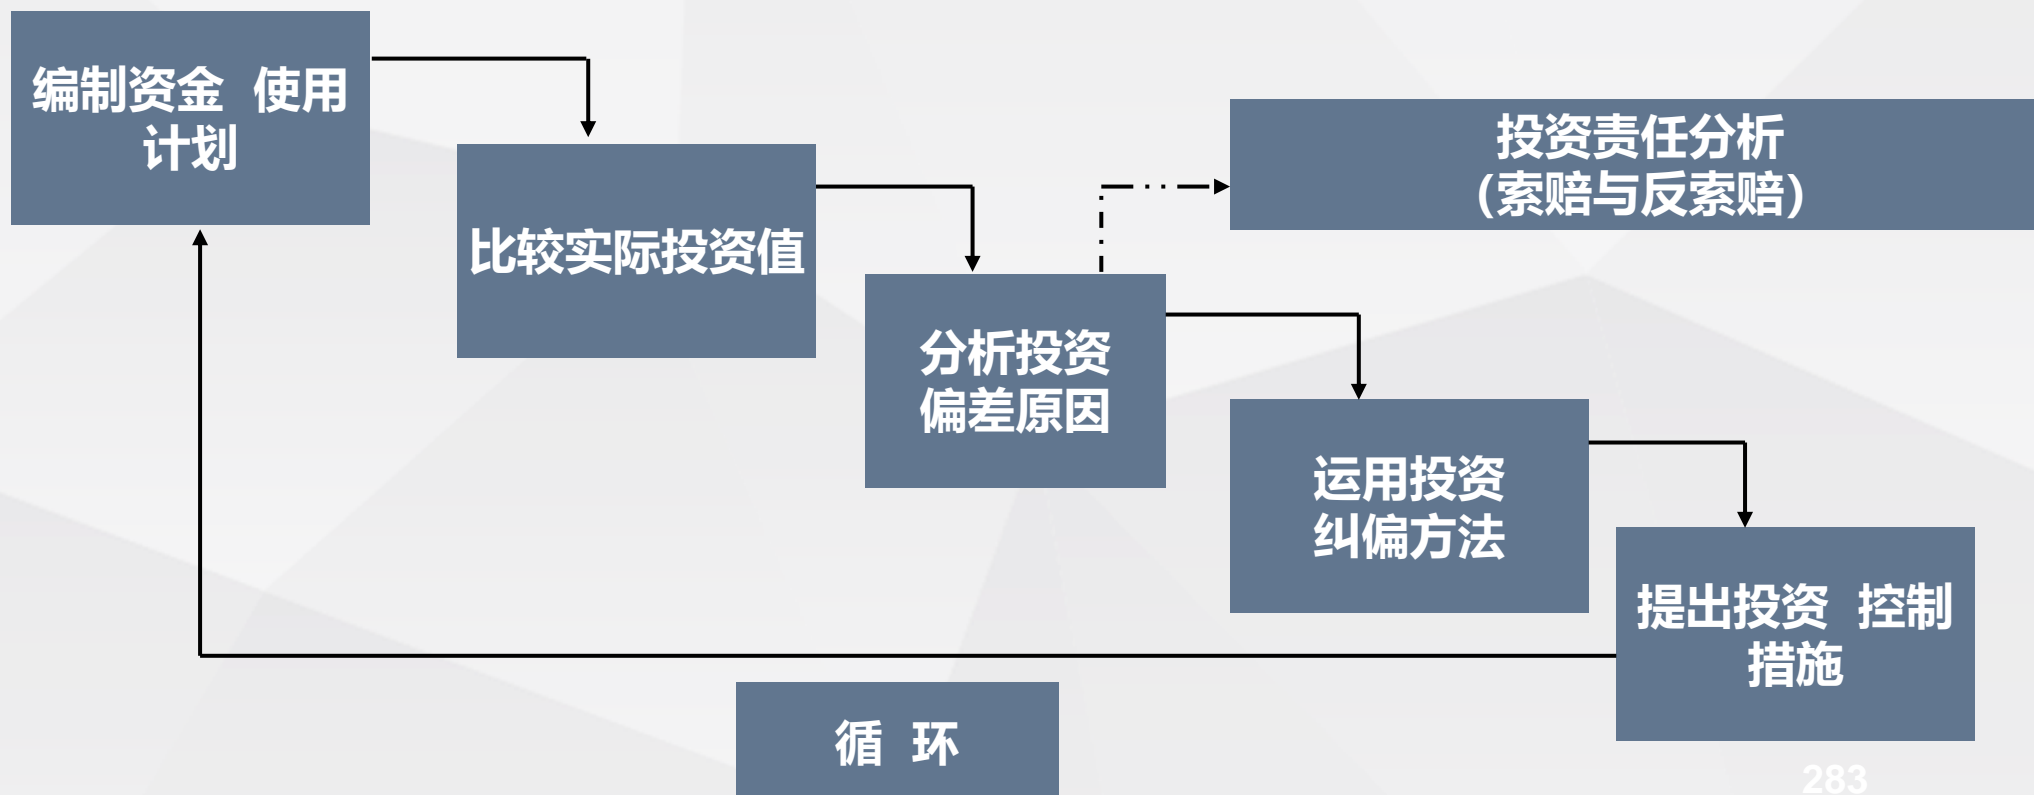 编制资金 使用
计划
投资责任分析
（索赔与反索赔）
比较实际投资值
分析投资
偏差原因
运用投资
纠偏方法
提出投资 控制
措施
循 环
283